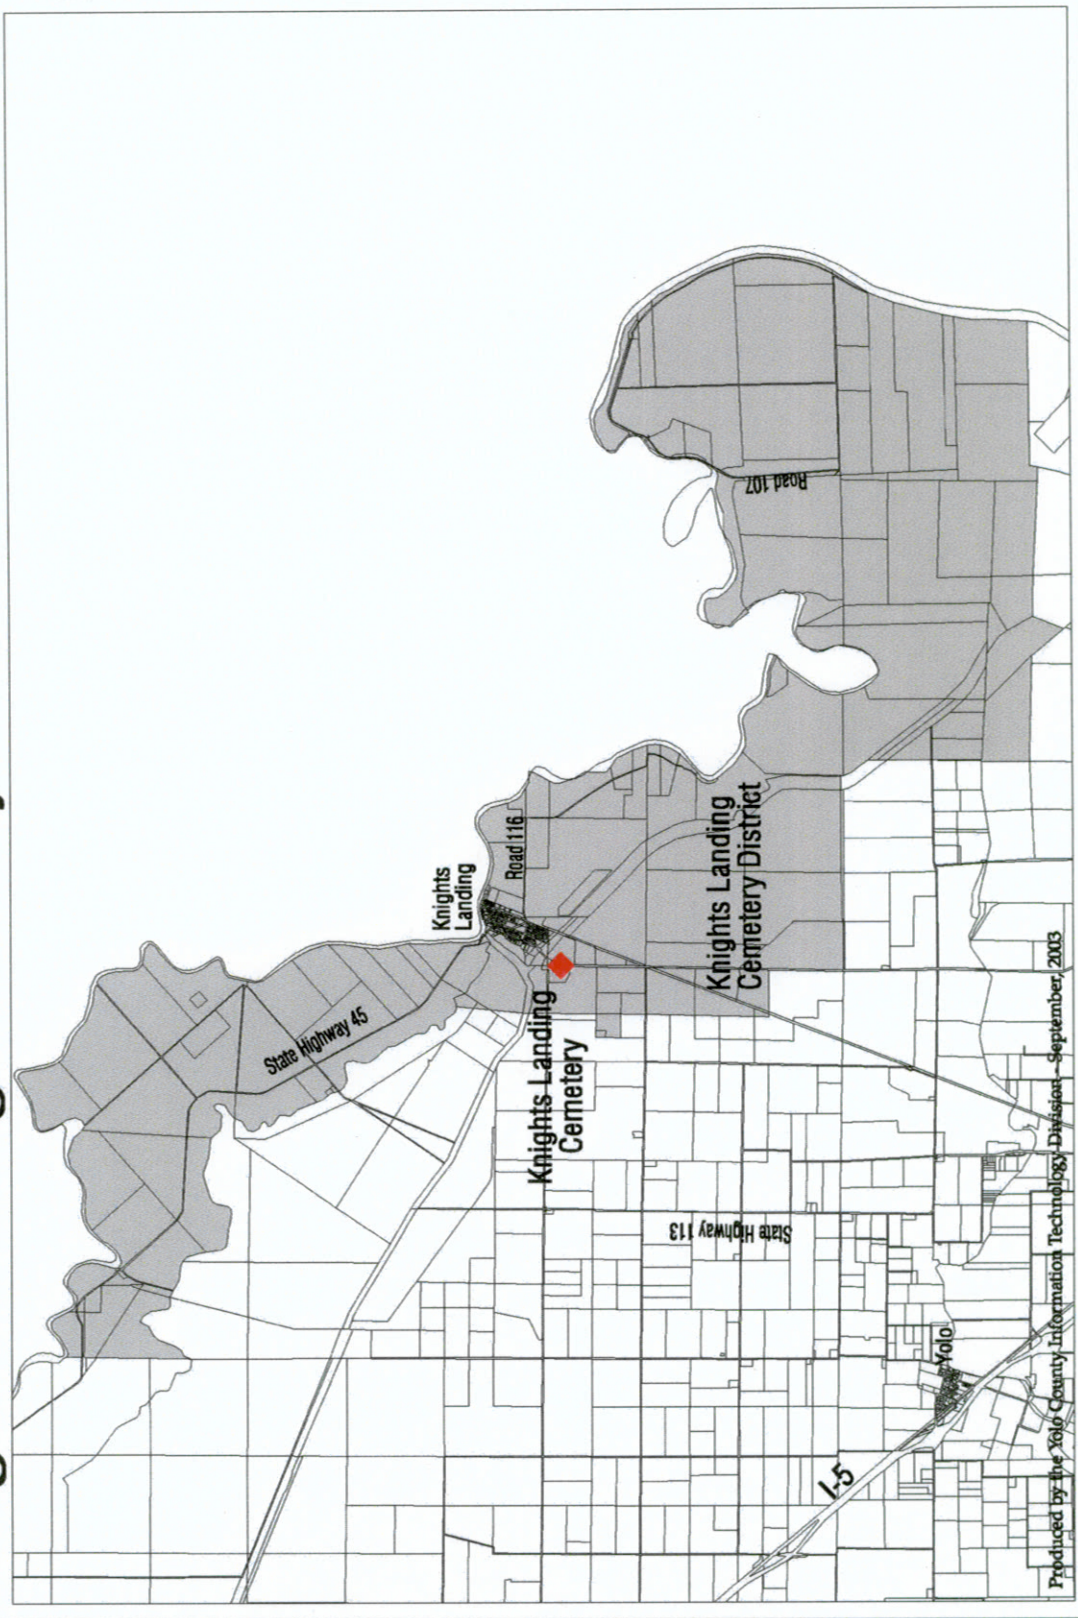 State Highway 45
Knights
Landing
Road 116
Knights Landing
Cemetery
Knights Landing
Cemetery District
Road 107
State Highway 113
Yolo
I-5
Produced by the Yolo County Information Technology Division - September, 2003